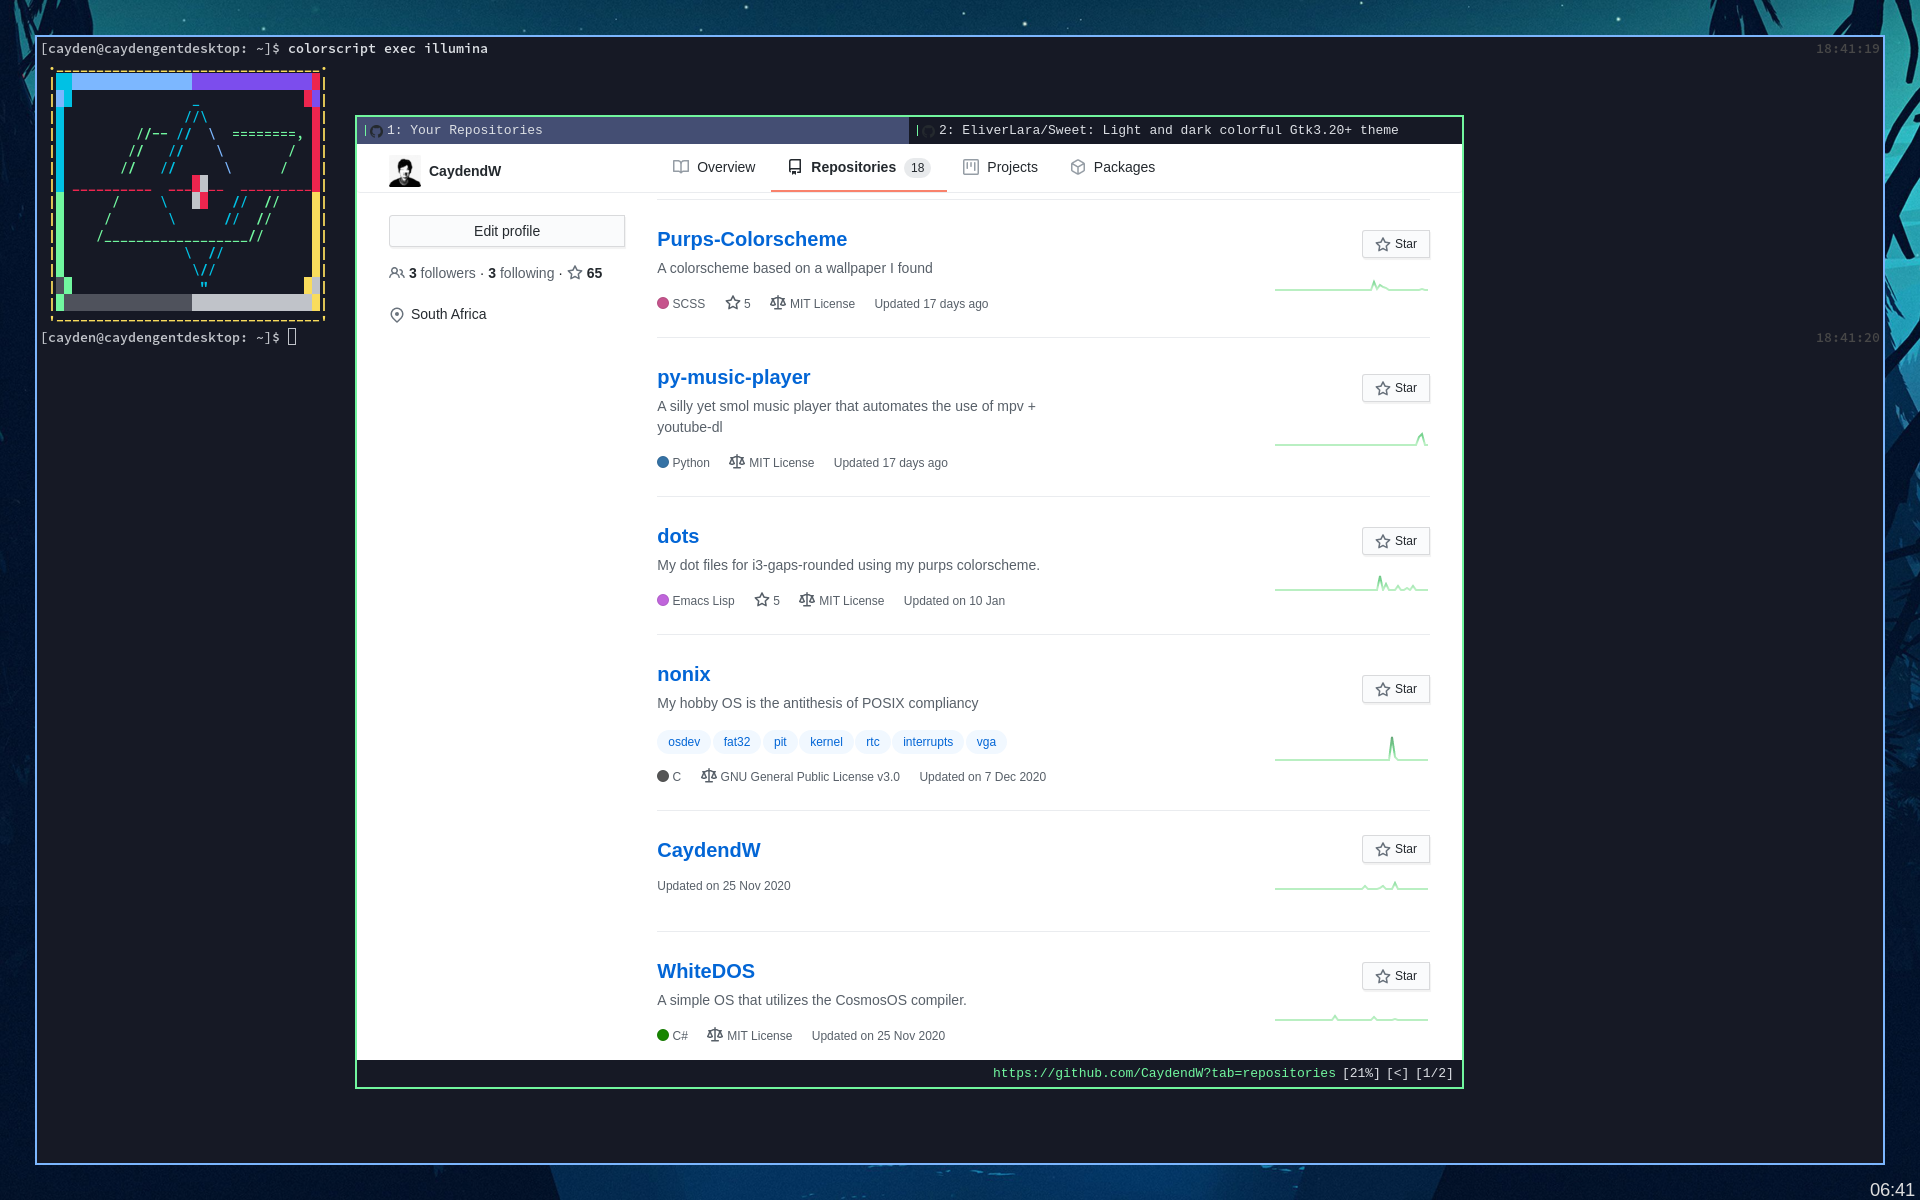 [cayden@caydengentdesktop: ~]$ colorscript exec illumina
18:41:19
[cayden@caydengentdesktop: ~]$
18:41:20
1: Your Repositories
2: EliverLara/Sweet: Light and dark colorful Gtk3.20+ theme
CaydendW
Overview
Repositories 18
Projects
Packages
Edit profile
3 followers · 3 following · 65
South Africa
Purps-Colorscheme
Star
A colorscheme based on a wallpaper I found
SCSS 5 MIT License Updated 17 days ago
py-music-player
Star
A silly yet smol music player that automates the use of mpv +
youtube-dl
Python MIT License Updated 17 days ago
dots
Star
My dot files for i3-gaps-rounded using my purps colorscheme.
Emacs Lisp 5 MIT License Updated on 10 Jan
nonix
Star
My hobby OS is the antithesis of POSIX compliancy
osdev fat32 pit kernel rtc interrupts vga
C GNU General Public License v3.0 Updated on 7 Dec 2020
CaydendW
Star
Updated on 25 Nov 2020
WhiteDOS
Star
A simple OS that utilizes the CosmosOS compiler.
C# MIT License Updated on 25 Nov 2020
https://github.com/CaydendW?tab=repositories [21%] [<] [1/2]
06:41